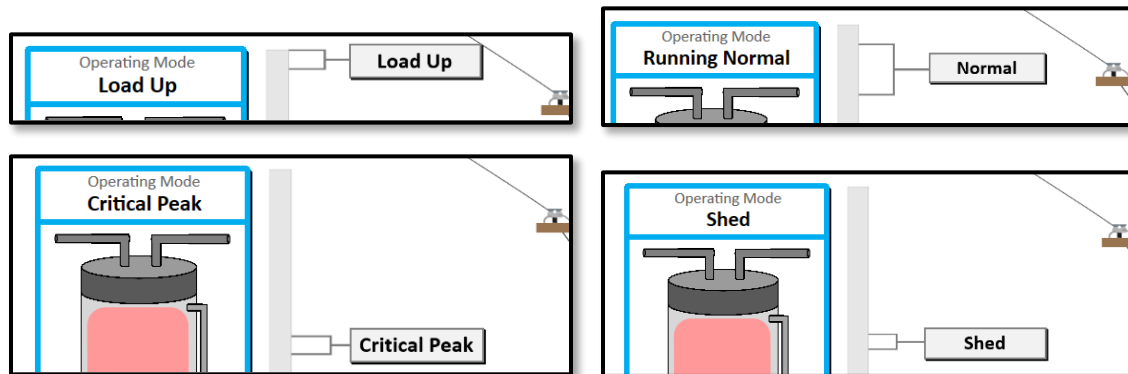 Operating Mode
Load Up
Load Up
Operating Mode
Running Normal
Normal
Operating Mode
Critical Peak
Critical Peak
Operating Mode
Shed
Shed